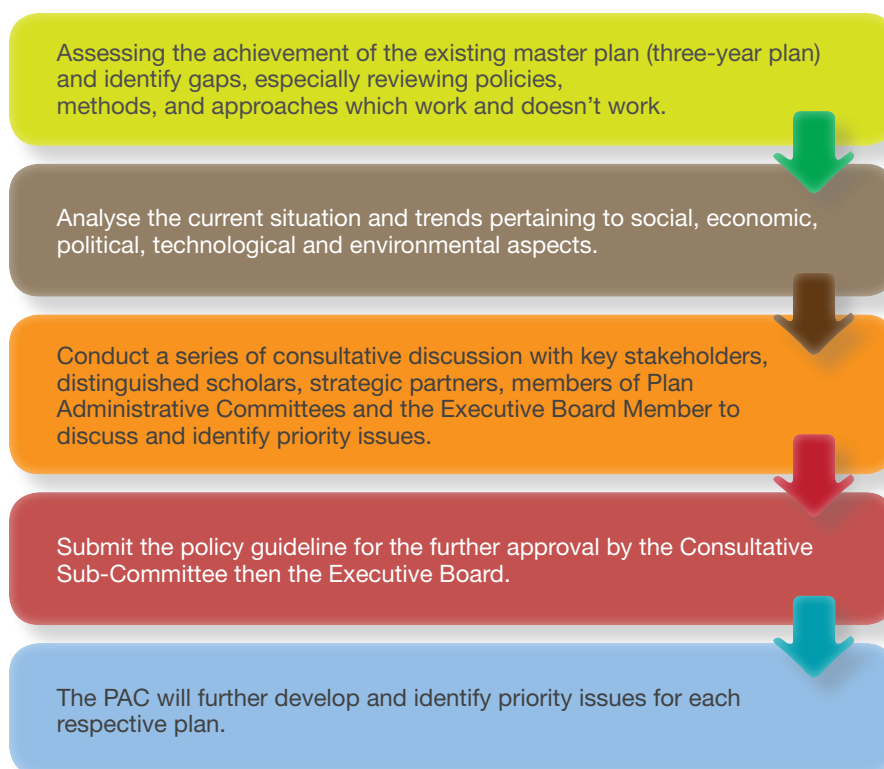 Assessing the achievement of the existing master plan (three-year plan)
and identify gaps, especially reviewing policies,
methods, and approaches which work and doesn't work.
Analyse the current situation and trends pertaining to social, economic,
political, technological and environmental aspects.
Conduct a series of consultative discussion with key stakeholders,
distinguished scholars, strategic partners, members of Plan
Administrative Committees and the Executive Board Member to
discuss and identify priority issues.
Submit the policy guideline for the further approval by the Consultative
Sub-Committee then the Executive Board.
The PAC will further develop and identify priority issues for each
respective plan.